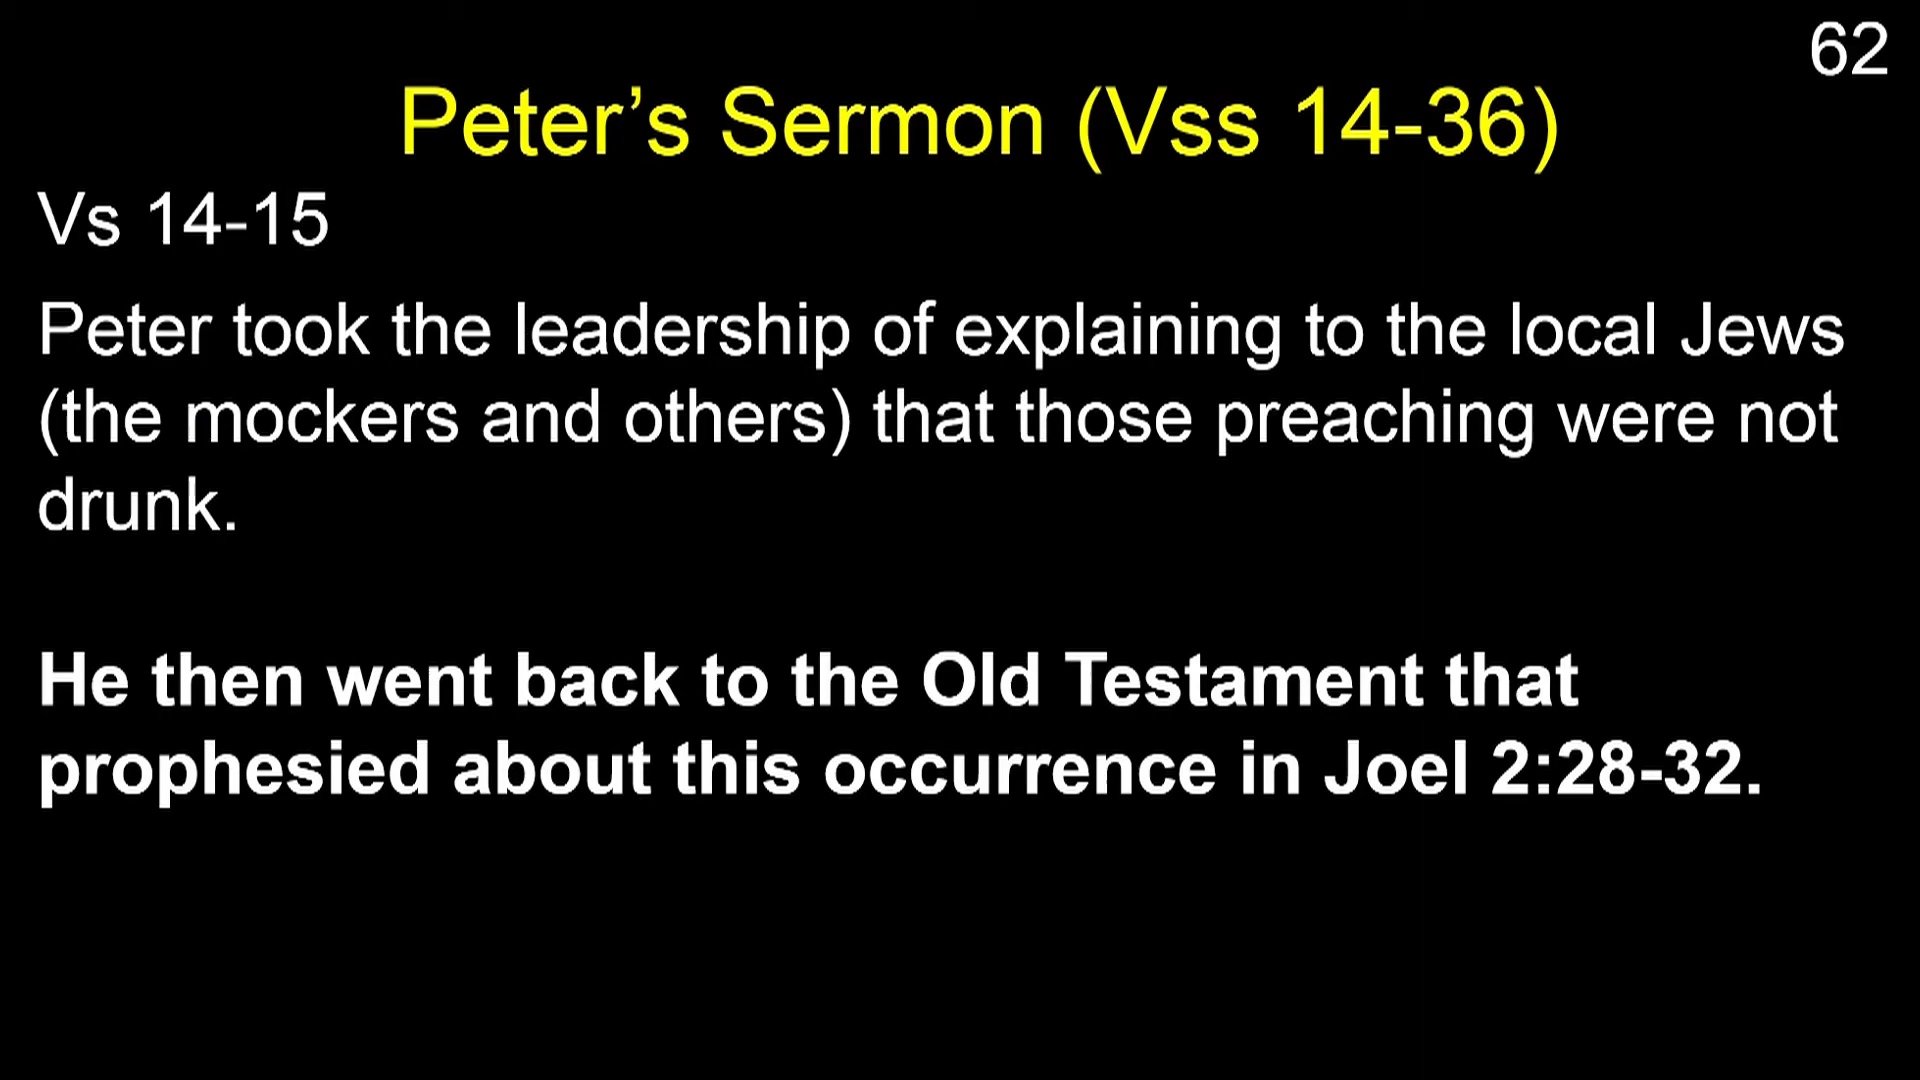 62
Peter’s Sermon (Vss 14-36)
Vs 14-15
Peter took the leadership of explaining to the local Jews
(the mockers and others) that those preaching were not
drunk.
He then went back to the Old Testament that
prophesied about this occurrence in Joel 2:28-32.